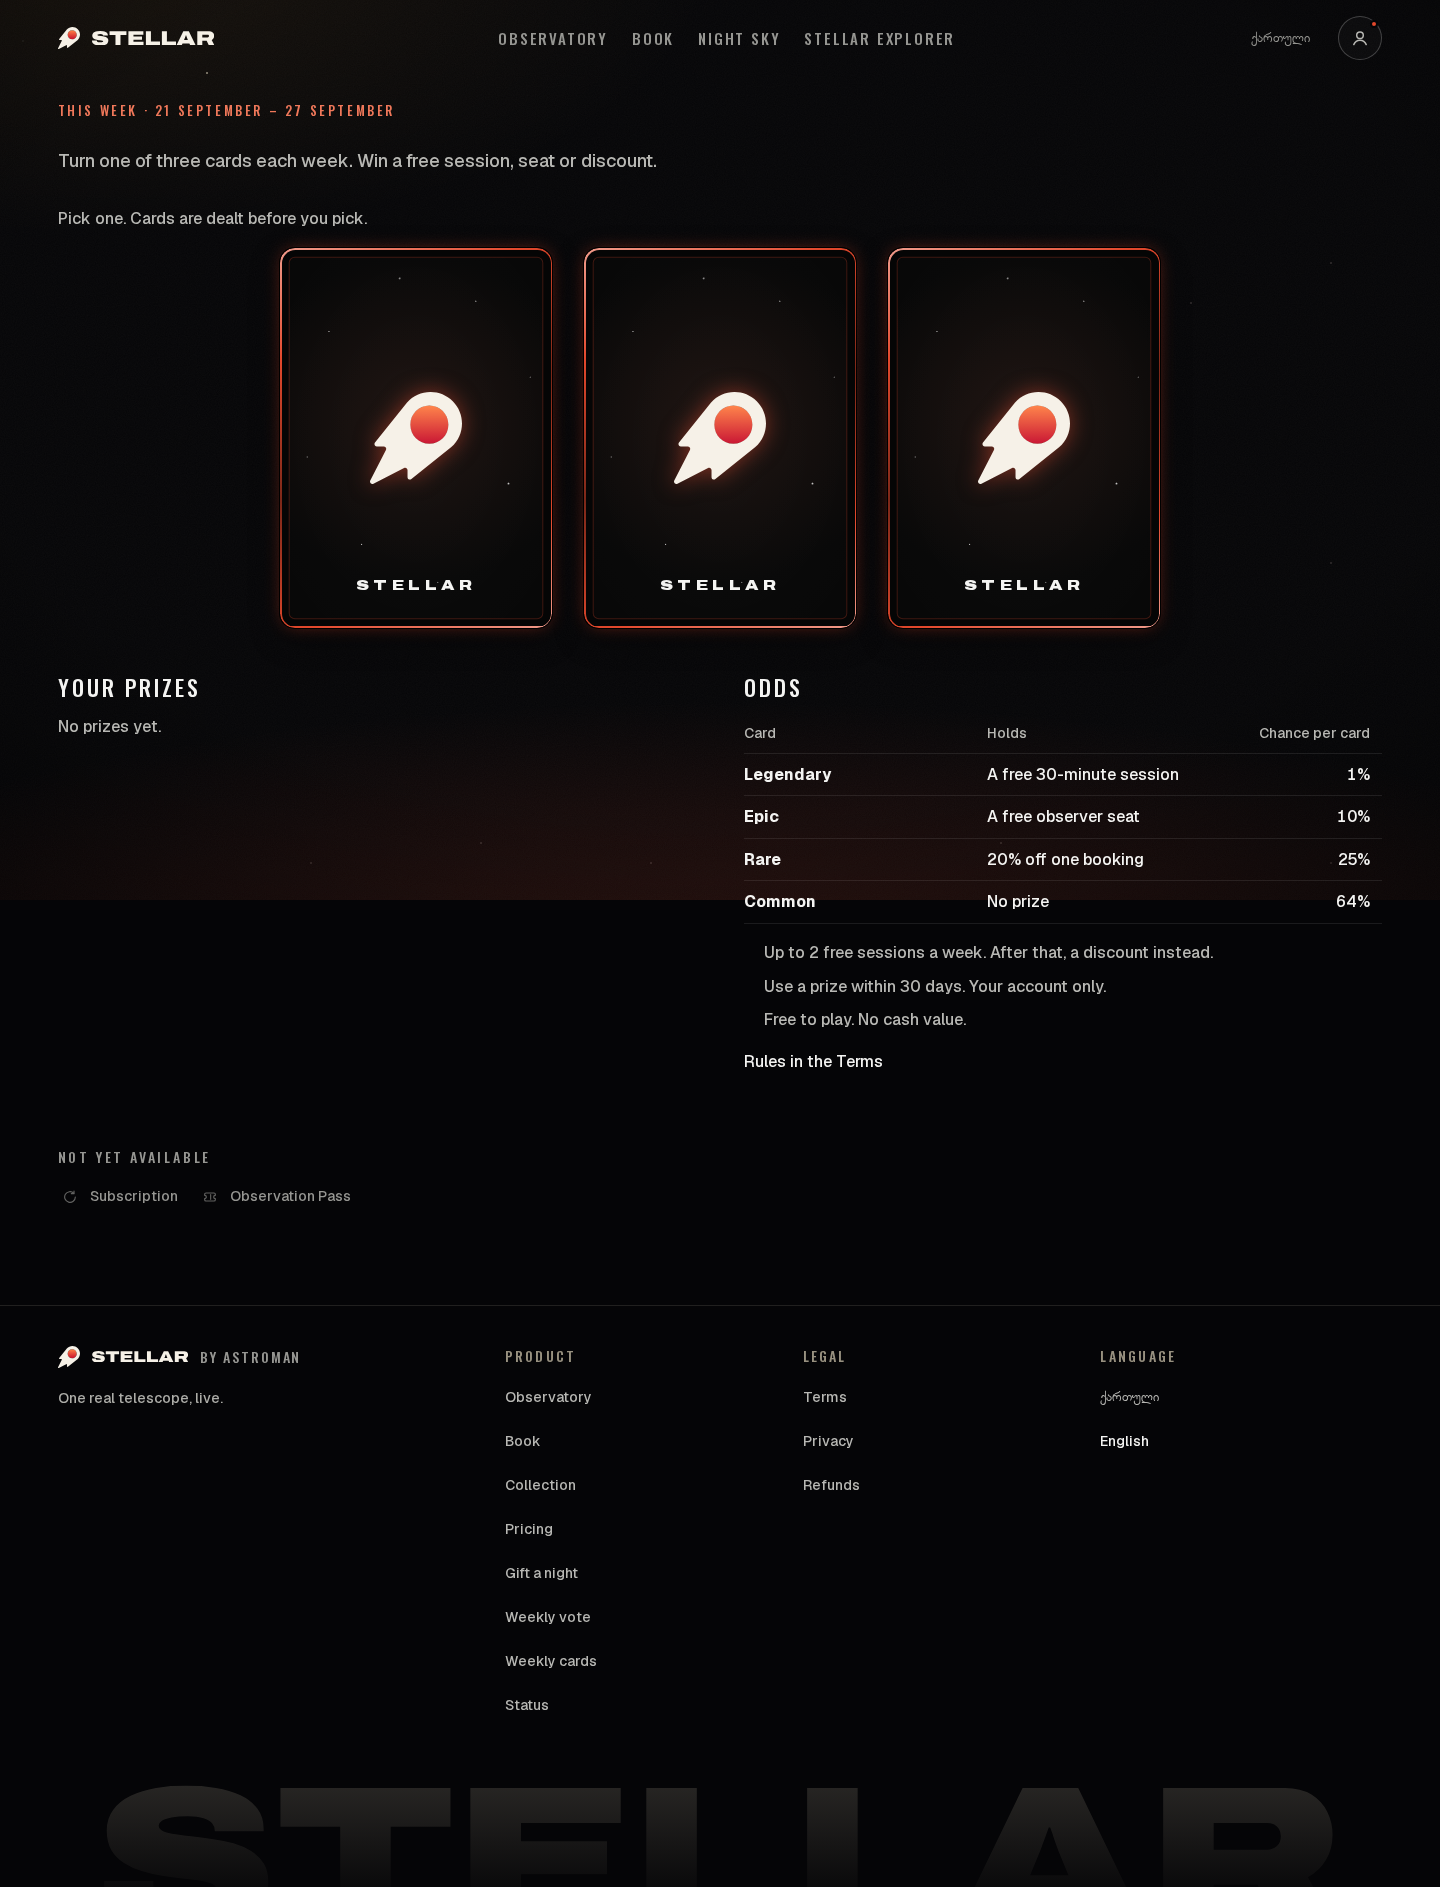 STELLAR
OBSERVATORY BOOK NIGHT SKY STELLAR EXPLORER
ქართული
THIS WEEK · 21 SEPTEMBER – 27 SEPTEMBER
Turn one of three cards each week. Win a free session, seat or discount.
Pick one. Cards are dealt before you pick.
STELLAR
STELLAR
STELLAR
YOUR PRIZES
No prizes yet.
ODDS
Card Holds Chance per card
Legendary A free 30-minute session 1%
Epic A free observer seat 10%
Rare 20% off one booking 25%
Common No prize 64%
Up to 2 free sessions a week. After that, a discount instead.
Use a prize within 30 days. Your account only.
Free to play. No cash value.
Rules in the Terms
NOT YET AVAILABLE
Subscription Observation Pass
STELLAR BY ASTROMAN
One real telescope, live.
PRODUCT
Observatory
Book
Collection
Pricing
Gift a night
Weekly vote
Weekly cards
Status
LEGAL
Terms
Privacy
Refunds
LANGUAGE
ქართული
English
STELLAR